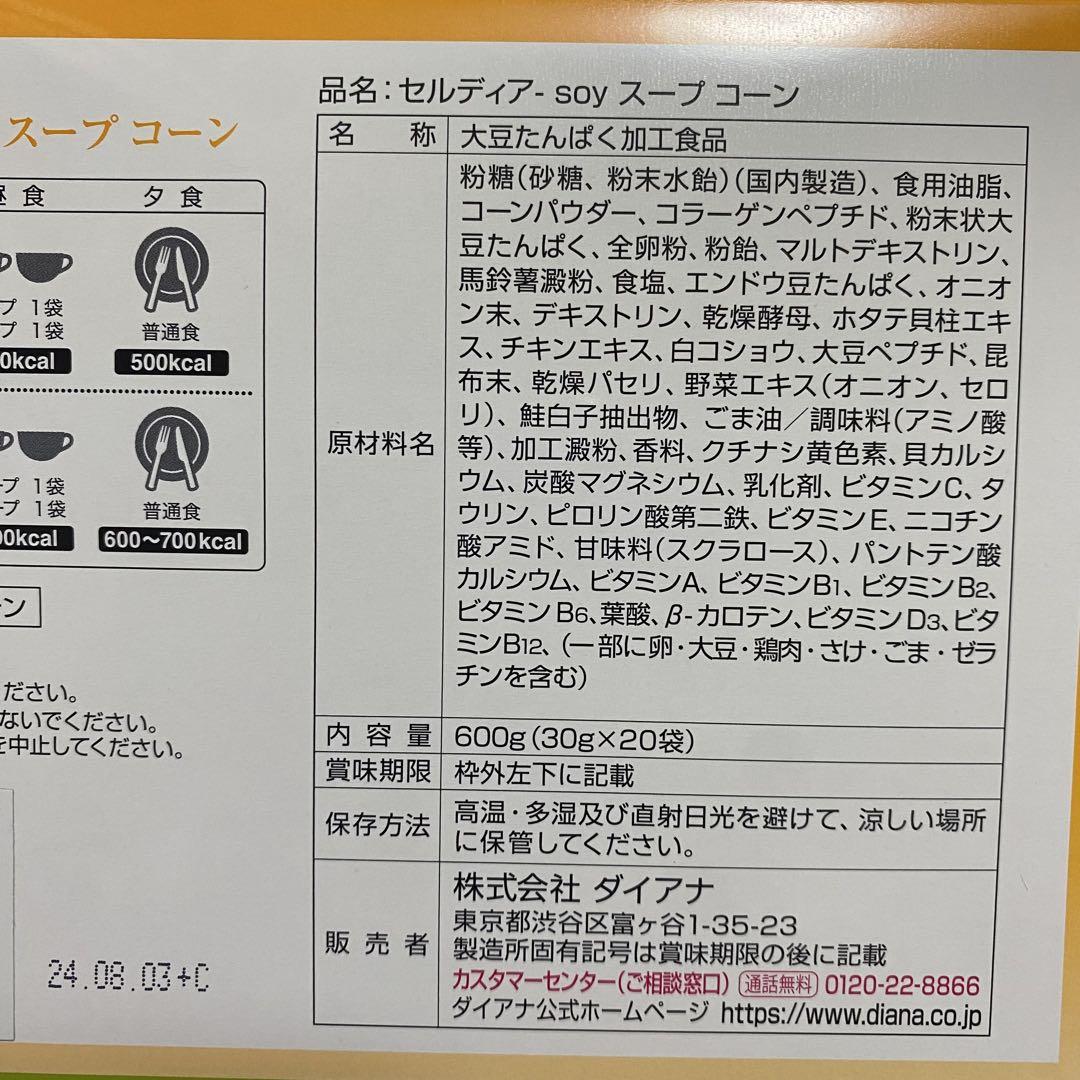 スープ コーン
昼食 夕食
プ 1袋
プ 1袋
普通食
0kcal
500kcal
ープ 1袋
ープ 1袋
普通食
00kcal
600〜700kcal
ーン
ください。
ないでください。
を中止してください。
24.08.03+C
品名：セルディア- soy スープ コーン
名称 大豆たんぱく加工食品
原材料名
粉糖（砂糖、粉末水飴）（国内製造）、食用油脂、
コーンパウダー、コラーゲンペプチド、粉末状大
豆たんぱく、全卵粉、粉飴、マルトデキストリン、
馬鈴薯澱粉、食塩、エンドウ豆たんぱく、オニオ
ン末、デキストリン、乾燥酵母、ホタテ貝柱エキ
ス、チキンエキス、白コショウ、大豆ペプチド、昆
布末、乾燥パセリ、野菜エキス（オニオン、セロ
リ）、鮭白子抽出物、ごま油／調味料（アミノ酸
等）、加工澱粉、香料、クチナシ黄色素、貝カルシ
ウム、炭酸マグネシウム、乳化剤、ビタミンC、タ
ウリン、ピロリン酸第二鉄、ビタミンE、ニコチン
酸アミド、甘味料（スクラロース）、パントテン酸
カルシウム、ビタミンA、ビタミンB1、ビタミンB2、
ビタミンB6、葉酸、β-カロテン、ビタミンD3、ビタ
ミンB12、（一部に卵・大豆・鶏肉・さけ・ごま・ゼラ
チンを含む）
内容量 600g（30g×20袋）
賞味期限 枠外左下に記載
保存方法
高温・多湿及び直射日光を避けて、涼しい場所
に保管してください。
販売者
株式会社 ダイアナ
東京都渋谷区富ヶ谷1-35-23
製造所固有記号は賞味期限の後に記載
カスタマーセンター（ご相談窓口） 通話無料 0120-22-8866
ダイアナ公式ホームページ https://www.diana.co.jp